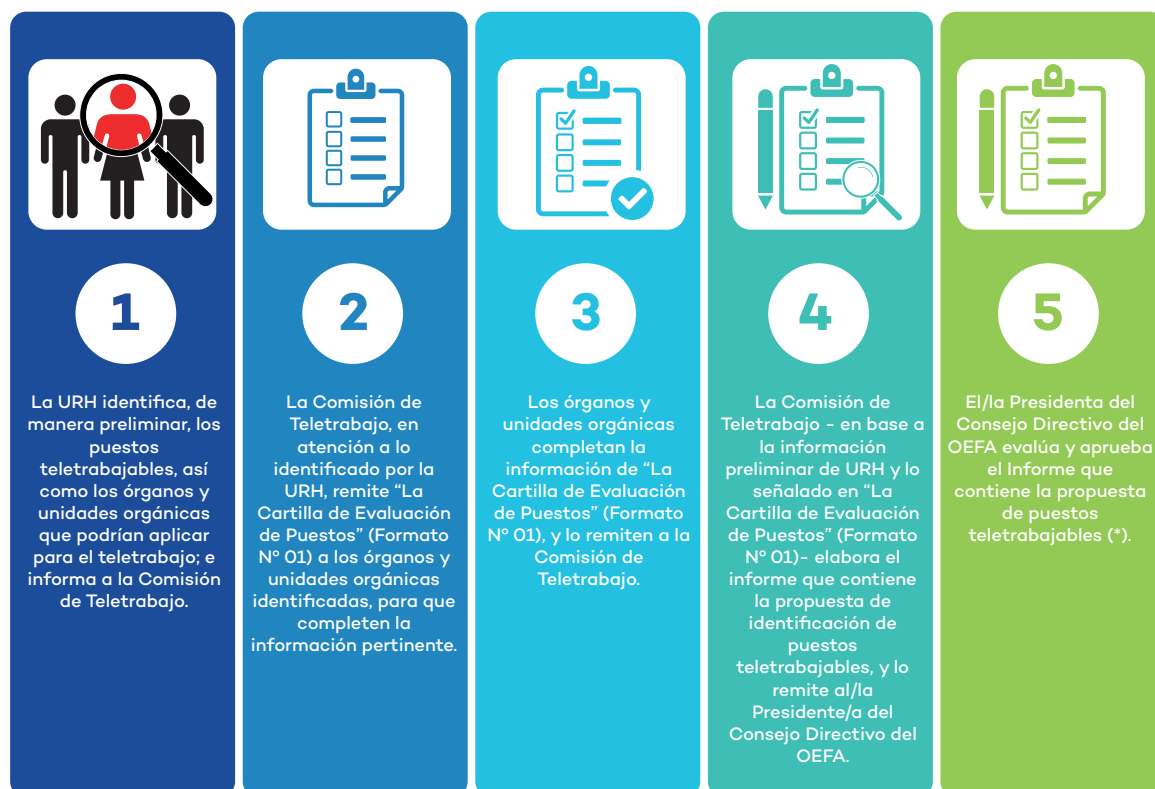 1
La URH identifica, de
manera preliminar, los
puestos
teletrabajables, así
como los órganos y
unidades orgánicas
que podrían aplicar
para el teletrabajo; e
informa a la Comisión
de Teletrabajo.
2
La Comisión de
Teletrabajo, en
atención a lo
identificado por la
URH, remite “La
Cartilla de Evaluación
de Puestos” (Formato
Nº 01) a los órganos y
unidades orgánicas
identificadas, para que
completen la
información pertinente.
3
Los órganos y
unidades orgánicas
completan la
información de “La
Cartilla de Evaluación
de Puestos” (Formato
Nº 01), y lo remiten a la
Comisión de
Teletrabajo.
4
La Comisión de
Teletrabajo - en base a
la información
preliminar de URH y lo
señalado en “La
Cartilla de Evaluación
de Puestos” (Formato
Nº 01)- elabora el
informe que contiene
la propuesta de
identificación de
puestos
teletrabajables, y lo
remite al/la
Presidente/a del
Consejo Directivo del
OEFA.
5
El/la Presidenta del
Consejo Directivo del
OEFA evalúa y aprueba
el Informe que
contiene la propuesta
de puestos
teletrabajables (*).